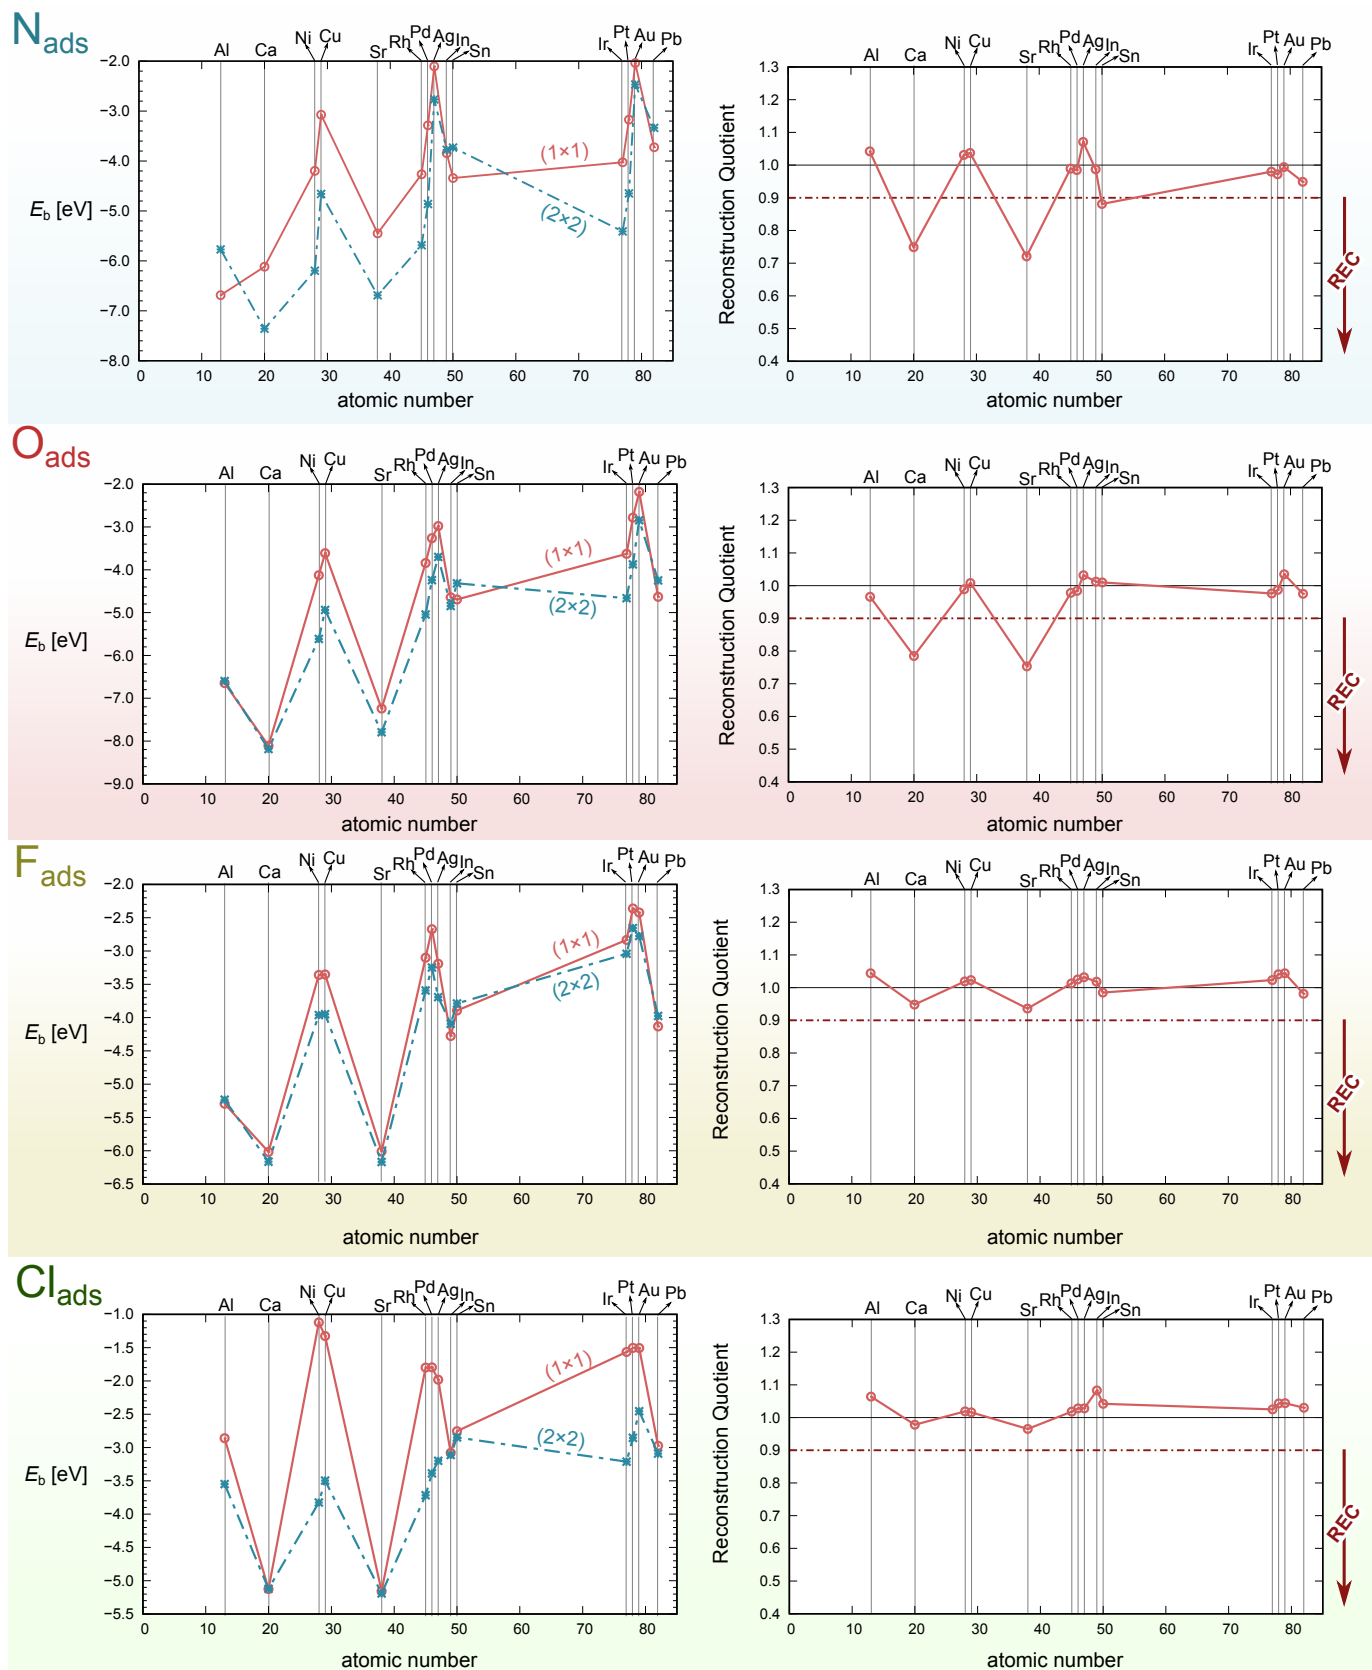 N_ads
Al Ca Ni Cu Sr Rh Pd Ag In Sn Ir Pt Au Pb
−2.0
−3.0
−4.0
−5.0
−6.0
−7.0
−8.0
E_b [eV]
(1×1)
(2×2)
0 10 20 30 40 50 60 70 80
atomic number
Al Ca Ni Cu Sr Rh Pd Ag In Sn Ir Pt Au Pb
1.3
1.2
1.1
1.0
0.9
0.8
0.7
0.6
0.5
0.4
Reconstruction Quotient
REC
0 10 20 30 40 50 60 70 80
atomic number
O_ads
Al Ca Ni Cu Sr Rh Pd Ag In Sn Ir Pt Au Pb
−2.0
−3.0
−4.0
−5.0
−6.0
−7.0
−8.0
−9.0
E_b [eV]
(1×1)
(2×2)
0 10 20 30 40 50 60 70 80
atomic number
Al Ca Ni Cu Sr Rh Pd Ag In Sn Ir Pt Au Pb
1.3
1.2
1.1
1.0
0.9
0.8
0.7
0.6
0.5
0.4
Reconstruction Quotient
REC
0 10 20 30 40 50 60 70 80
atomic number
F_ads
Al Ca Ni Cu Sr Rh Pd Ag In Sn Ir Pt Au Pb
−2.0
−2.5
−3.0
−3.5
−4.0
−4.5
−5.0
−5.5
−6.0
−6.5
E_b [eV]
(1×1)
(2×2)
0 10 20 30 40 50 60 70 80
atomic number
Al Ca Ni Cu Sr Rh Pd Ag In Sn Ir Pt Au Pb
1.3
1.2
1.1
1.0
0.9
0.8
0.7
0.6
0.5
0.4
Reconstruction Quotient
REC
0 10 20 30 40 50 60 70 80
atomic number
Cl_ads
Al Ca Ni Cu Sr Rh Pd Ag In Sn Ir Pt Au Pb
−1.0
−1.5
−2.0
−2.5
−3.0
−3.5
−4.0
−4.5
−5.0
−5.5
E_b [eV]
(1×1)
(2×2)
0 10 20 30 40 50 60 70 80
atomic number
Al Ca Ni Cu Sr Rh Pd Ag In Sn Ir Pt Au Pb
1.3
1.2
1.1
1.0
0.9
0.8
0.7
0.6
0.5
0.4
Reconstruction Quotient
REC
0 10 20 30 40 50 60 70 80
atomic number